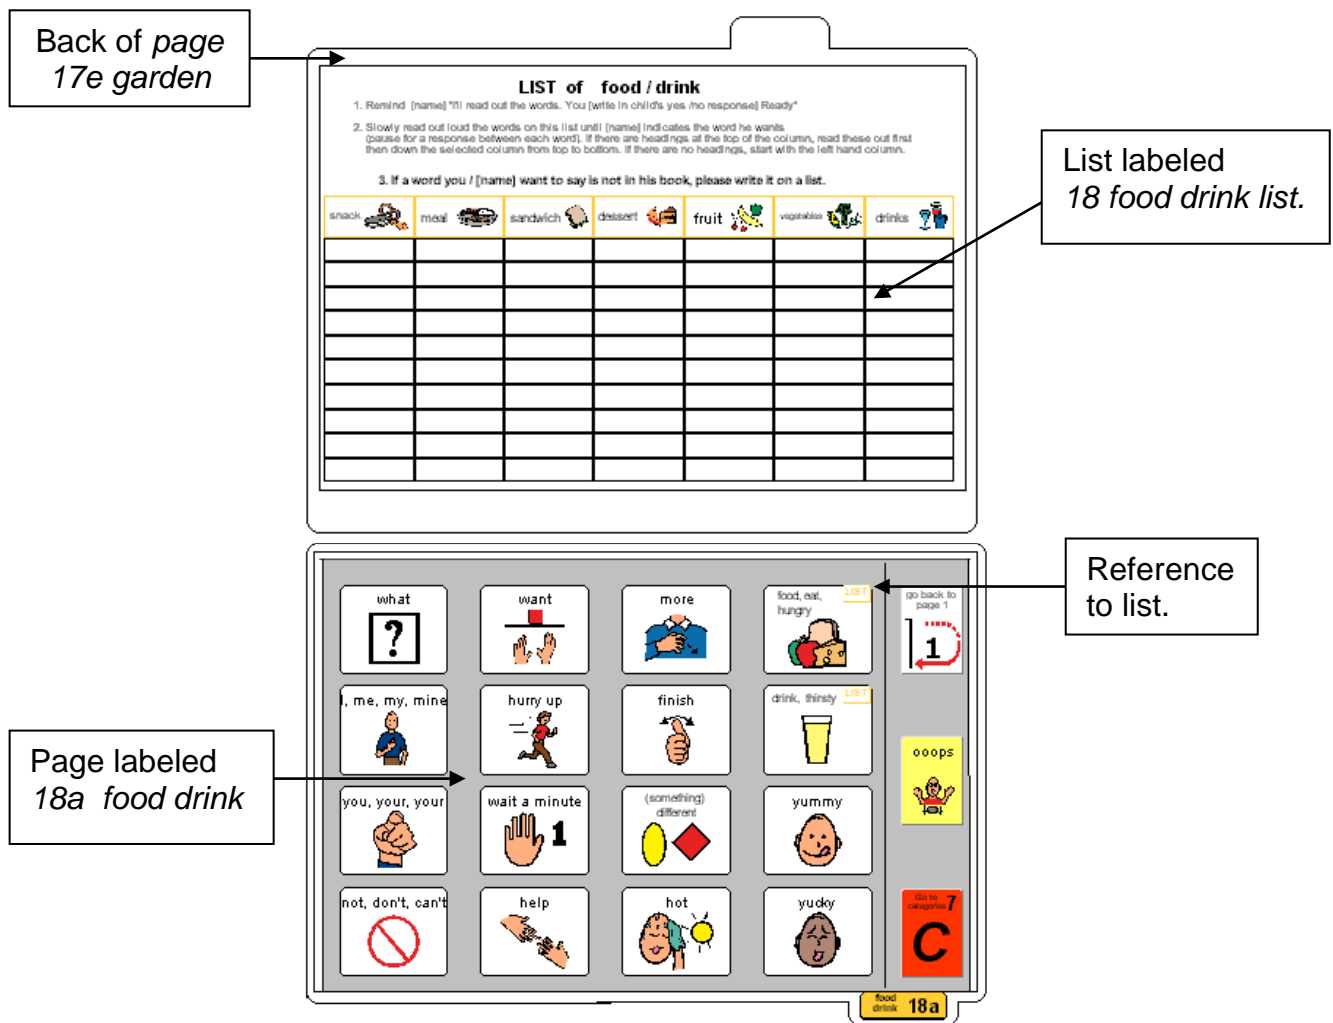 Back of page
17e garden
LIST of food / drink
1. Remind [name] "I'll read out the words. You [write in child's yes /no response] Ready"
2. Slowly read out loud the words on this list until [name] indicates the word he wants
(pause for a response between each word). If there are headings at the top of the column, read these out first
then down the selected column from top to bottom. If there are no headings, start with the left hand column.
3. If a word you / [name] want to say is not in his book, please write it on a list.
snack meal sandwich dessert fruit vegetables drinks
List labeled
18 food drink list.
what want more food, eat,
hungry
LIST
go back to
page 1
1
Reference
to list.
I, me, my, mine hurry up finish drink, thirsty LIST
ooops
Page labeled
18a food drink
you, your, your wait a minute (something)
different
yummy
1
not, don't, can't help hot yucky
Go to
categories 7
C
food
drink 18a